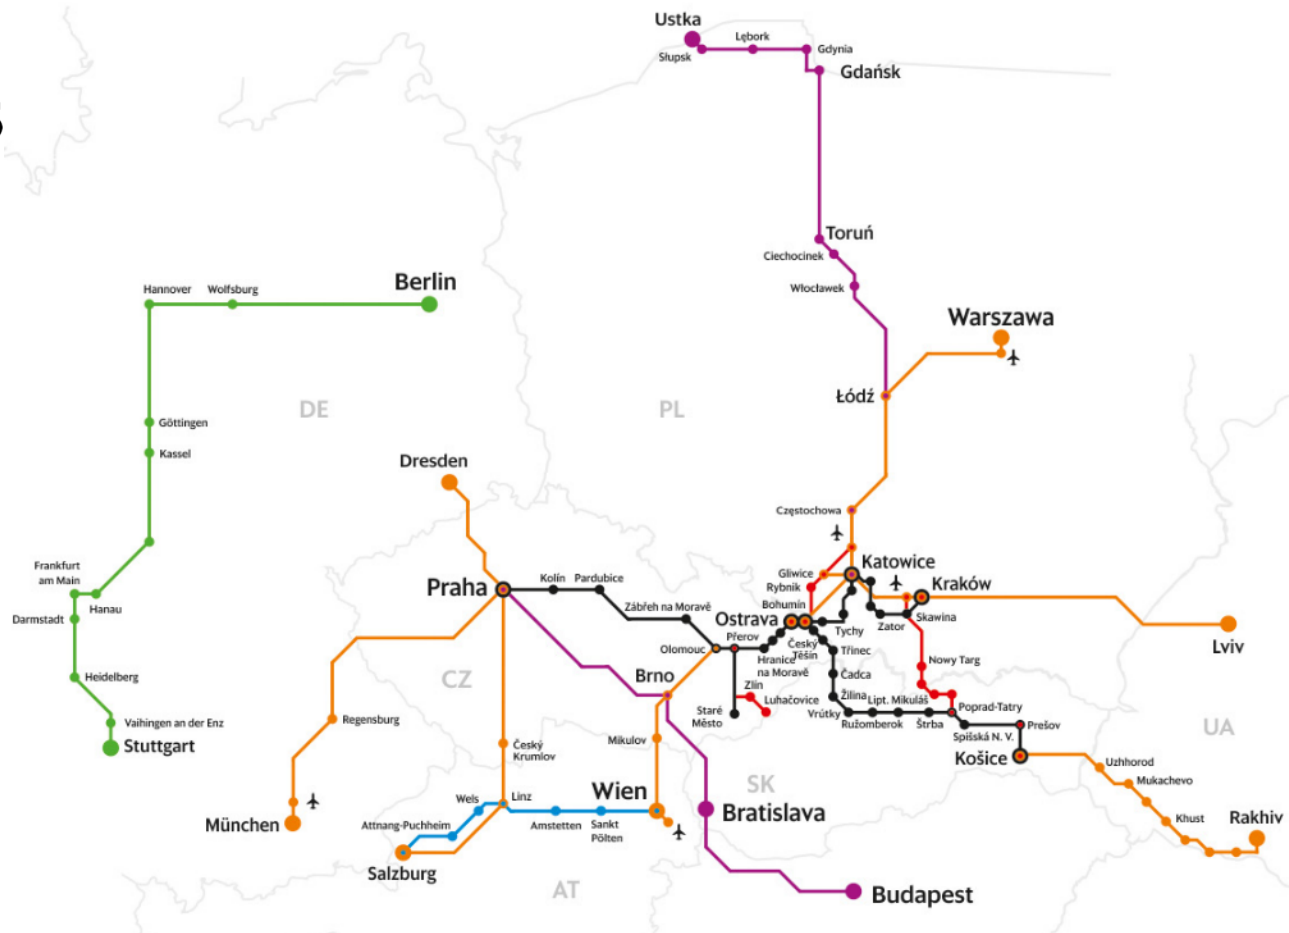 Ustka
Lębork
Słupsk
Gdynia
Gdańsk
Toruń
Ciechocinek
Włocławek
Berlin
Hannover
Wolfsburg
Warszawa
Łódź
DE
PL
Göttingen
Kassel
Dresden
Częstochowa
Frankfurt
am Main
Hanau
Darmstadt
Praha
Kolín
Pardubice
Zábřeh na Moravě
Gliwice
Rybnik
Bohumín
Katowice
Kraków
Ostrava
Český
Těšín
Tychy
Zator
Skawina
Lviv
Olomouc
Přerov
Hranice
na Moravě
Třinec
Čadca
Žilina
Vrútky
Lipt. Mikuláš
Ružomberok
Štrba
Nowy Targ
Poprad-Tatry
Spišská N. V.
Prešov
Košice
UA
Heidelberg
Vaihingen an der Enz
Stuttgart
CZ
Brno
Zlín
Luhačovice
Staré
Město
Regensburg
Český
Krumlov
Mikulov
SK
Uzhhorod
Mukachevo
Khust
Rakhiv
München
Wels
Linz
Wien
Attnang-Puchheim
Amstetten
Sankt
Pölten
Bratislava
Salzburg
AT
Budapest